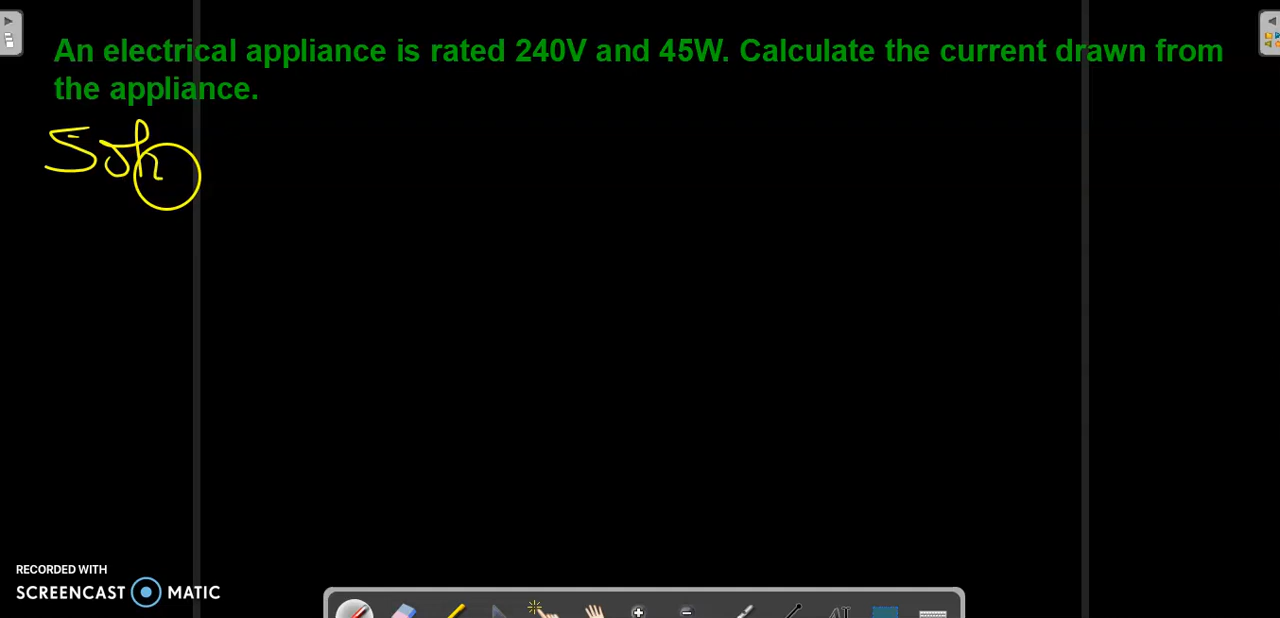 An electrical appliance is rated 240V and 45W. Calculate the current drawn from
the appliance.
Soln
RECORDED WITH
SCREENCAST MATIC